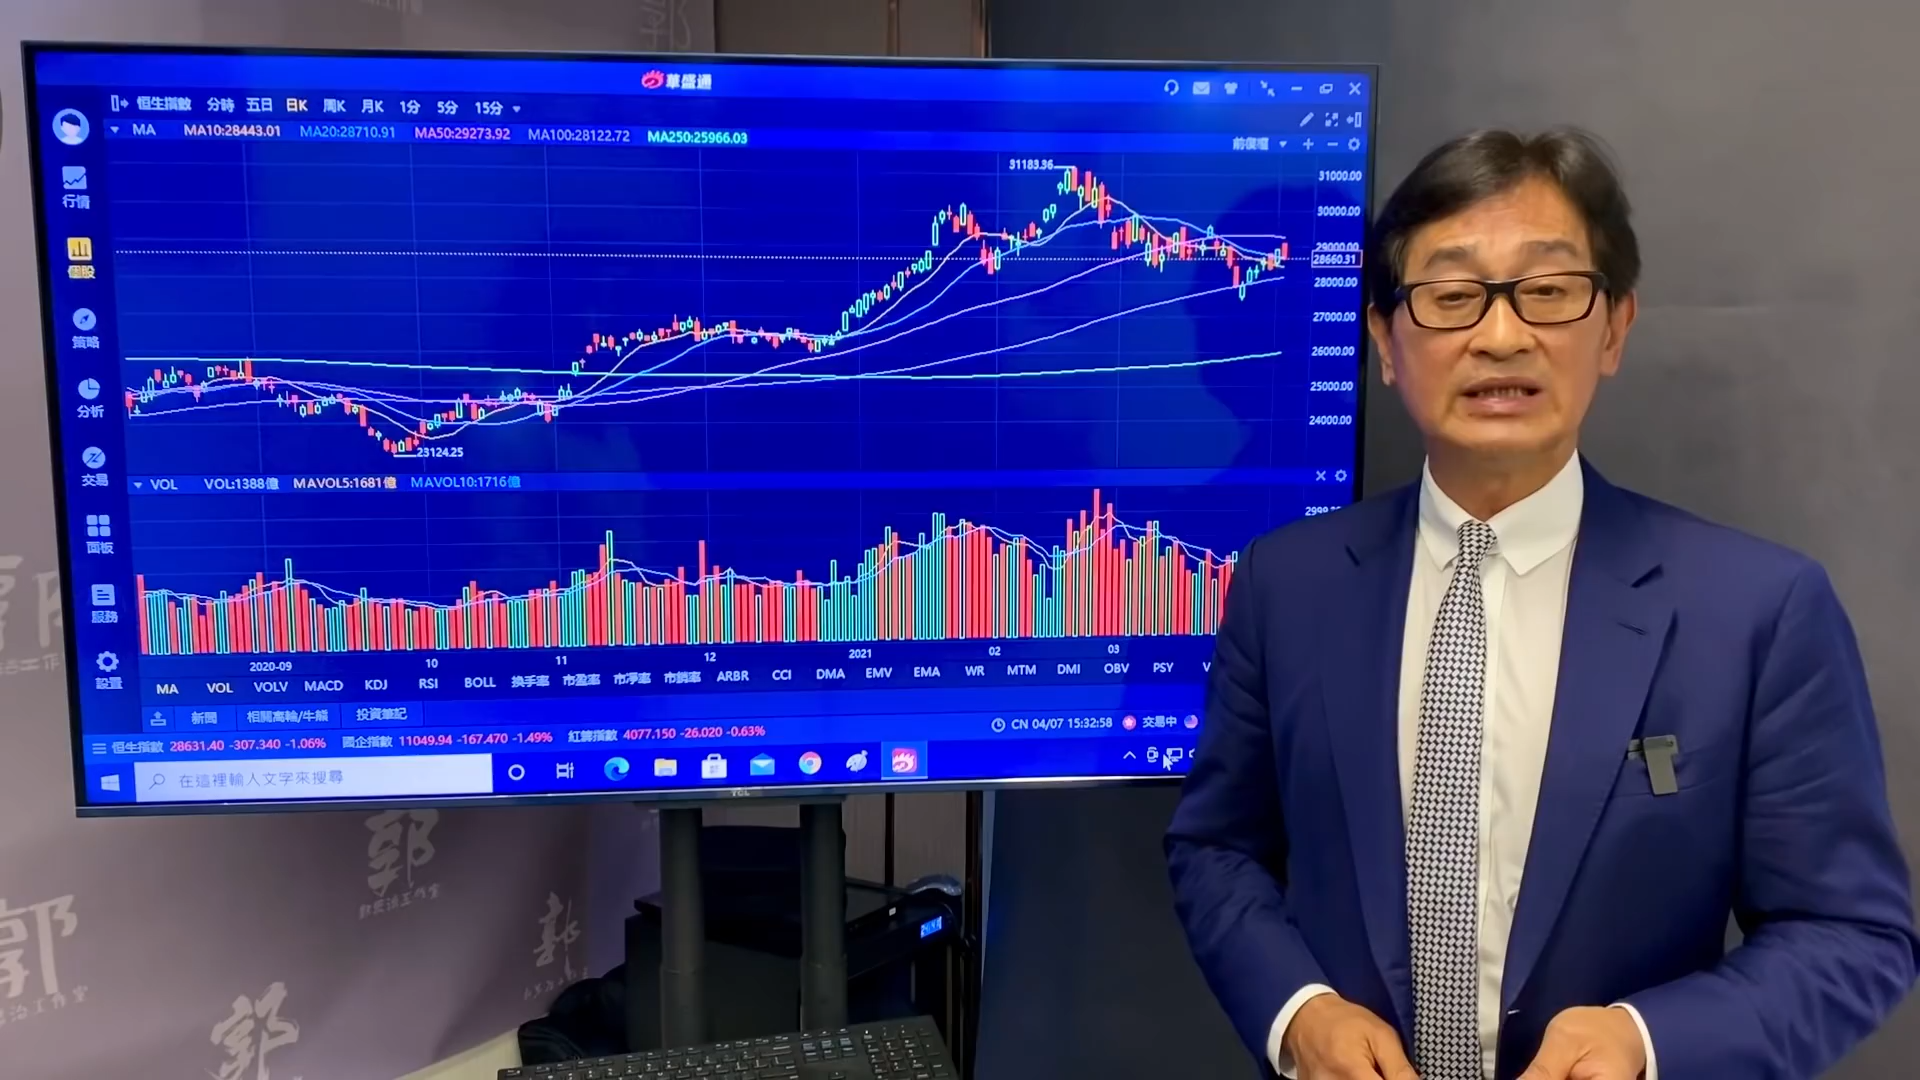 華盛通
恒生指數 分時 五日 日K 周K 月K 1分 5分 15分
MA MA10:28443.01 MA20:28710.91 MA50:29273.92 MA100:28122.72 MA250:25966.03
前復權
行情
個股
策略
分析
交易
面板
服務
設置
31183.36
31000.00
30000.00
29000.00
28660.31
28000.00
27000.00
26000.00
25000.00
24000.00
23124.25
VOL VOL:1388億 MAVOL5:1681億 MAVOL10:1716億
2020-09 10 11 12 2021 02 03
MA VOL VOLV MACD KDJ RSI BOLL 換手率 市盈率 市淨率 市銷率 ARBR CCI DMA EMV EMA WR MTM DMI OBV PSY
新聞 相關窩輪/牛熊 投資筆記
恒生指數 28631.40 -307.340 -1.06% 國企指數 11049.94 -167.470 -1.49% 紅籌指數 4077.150 -26.020 -0.63%
CN 04/07 15:32:58 交易中
在這裡輸入文字來搜尋
TCL
郭
郭
郭
郭